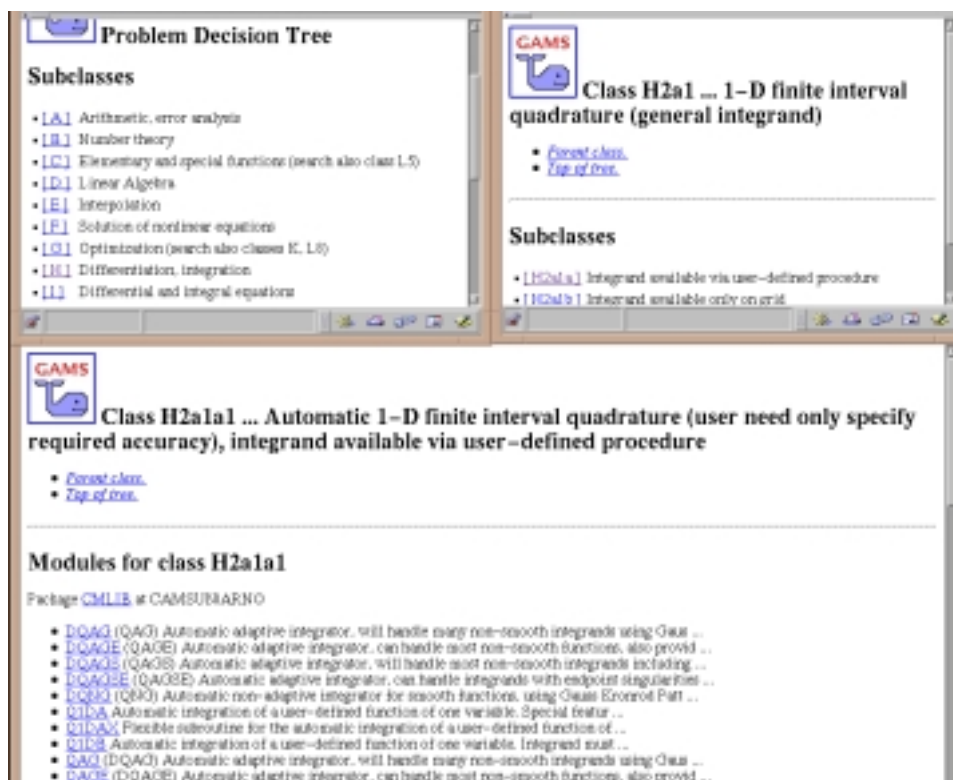 Problem Decision Tree
Subclasses
[A] Arithmetic, error analysis
[B] Number theory
[C] Elementary and special functions (search also class L5)
[D] Linear Algebra
[E] Interpolation
[F] Solution of nonlinear equations
[G] Optimization (search also classes K, L8)
[H] Differentiation, integration
[I] Differential and integral equations
GAMS
Class H2a1 ... 1-D finite interval
quadrature (general integrand)
Parent class.
Top of tree.
Subclasses
[H2a1a] Integrand available via user-defined procedure
[H2a1b] Integrand available only on grid
GAMS
Class H2a1a1 ... Automatic 1-D finite interval quadrature (user need only specify
required accuracy), integrand available via user-defined procedure
Parent class.
Top of tree.
Modules for class H2a1a1
Package CMLIB at CAMSUN/ARNO
DQAG (QAG) Automatic adaptive integrator, will handle many non-smooth integrands using Gaus ...
DQAGE (QAGE) Automatic adaptive integrator, can handle most non-smooth functions, also provid ...
DQAGS (QAGS) Automatic adaptive integrator, will handle most non-smooth integrands including ...
DQAGSE (QAGSE) Automatic adaptive integrator, can handle integrands with endpoint singularities ...
DQNG (QNG) Automatic non-adaptive integrator for smooth functions, using Gauss Kronrod Patt ...
Q1DA Automatic integration of a user-defined function of one variable. Special featur ...
Q1DAX Flexible subroutine for the automatic integration of a user-defined function of ...
Q1DB Automatic integration of a user-defined function of one variable. Integrand must ...
QAG (DQAG) Automatic adaptive integrator, will handle many non-smooth integrands using Gaus ...
QAGE (DQAGE) Automatic adaptive integrator, can handle most non-smooth functions, also provid ...